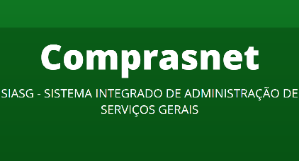 Comprasnet
SIASG - SISTEMA INTEGRADO DE ADMINISTRAÇÃO DE
SERVIÇOS GERAIS